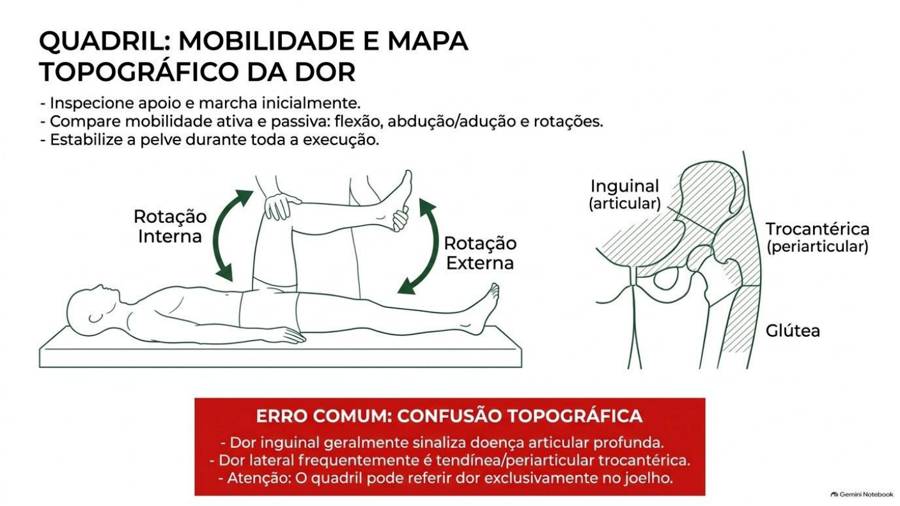 QUADRIL: MOBILIDADE E MAPA
TOPOGRÁFICO DA DOR
- Inspecione apoio e marcha inicialmente.
- Compare mobilidade ativa e passiva: flexão, abdução/adução e rotações.
- Estabilize a pelve durante toda a execução.
Rotação
Interna
Rotação
Externa
Inguinal
(articular)
Trocantérica
(periarticular)
Glútea
ERRO COMUM: CONFUSÃO TOPOGRÁFICA
- Dor inguinal geralmente sinaliza doença articular profunda.
- Dor lateral frequentemente é tendínea/periarticular trocantérica.
- Atenção: O quadril pode referir dor exclusivamente no joelho.
Gemini Notebook